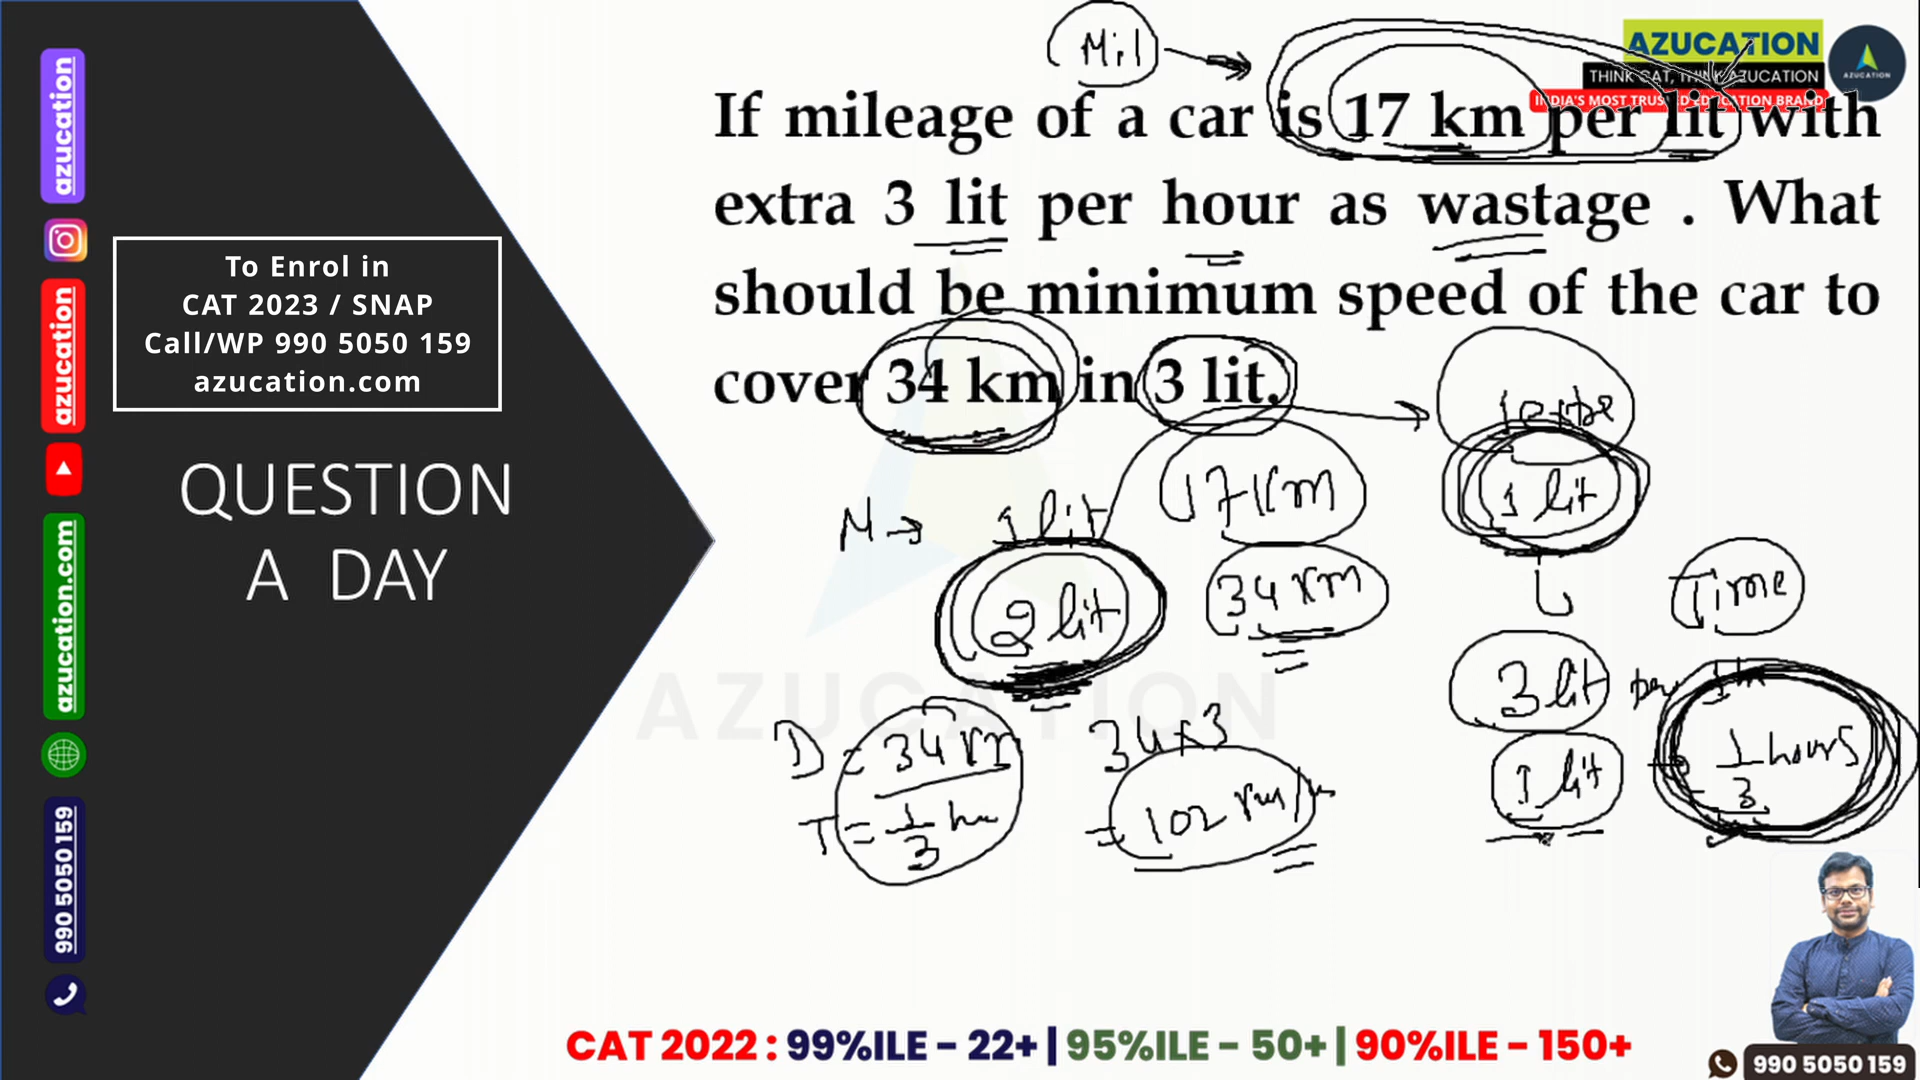 azucation
azucation
azucation.com
990 5050 159
To Enrol in
CAT 2023 / SNAP
Call/WP 990 5050 159
azucation.com
QUESTION
A DAY
Mil
AZUCATION
THINK CAT, THINK AZUCATION
INDIA'S MOST TRUSTED EDUCATION BRAND
AZUCATION
If mileage of a car is 17 km per lit with
extra 3 lit per hour as wastage . What
should be minimum speed of the car to
cover 34 km in 3 lit.
M → 1 lit 17 km
2 lit 34 km
1 lit
Time
3 lit per 1 hr
1 lit → 1/3 hours
D = 34 km
T = 1/3 hr
34 x 3
= 102 km/hr
AZUCATION
CAT 2022 : 99%ILE - 22+ | 95%ILE - 50+ | 90%ILE - 150+
990 5050 159